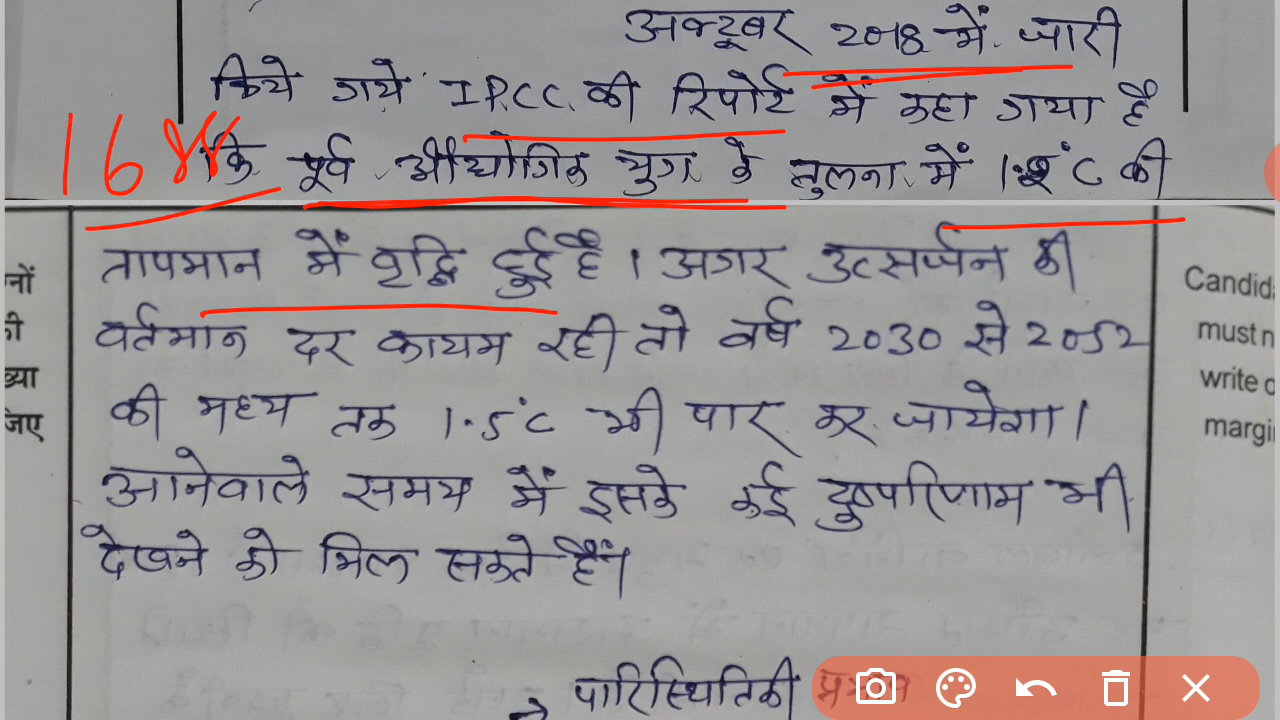 अक्टूबर 2018 में जारी
किये गये IPCC की रिपोर्ट में कहा गया है
कि पूर्व औद्योगिक युग के तुलना में 1.2°C की
तापमान में वृद्धि हुई है। अगर उत्सर्जन की
वर्तमान दर कायम रही तो वर्ष 2030 से 2052
की मध्य तक 1.5°C भी पार कर जायेगा।
आनेवाले समय में इसके कई दुष्परिणाम भी
देखने को मिल सकते हैं।
→ पारिस्थितिकी
नों
की
Candid
must n
write o
margi
16